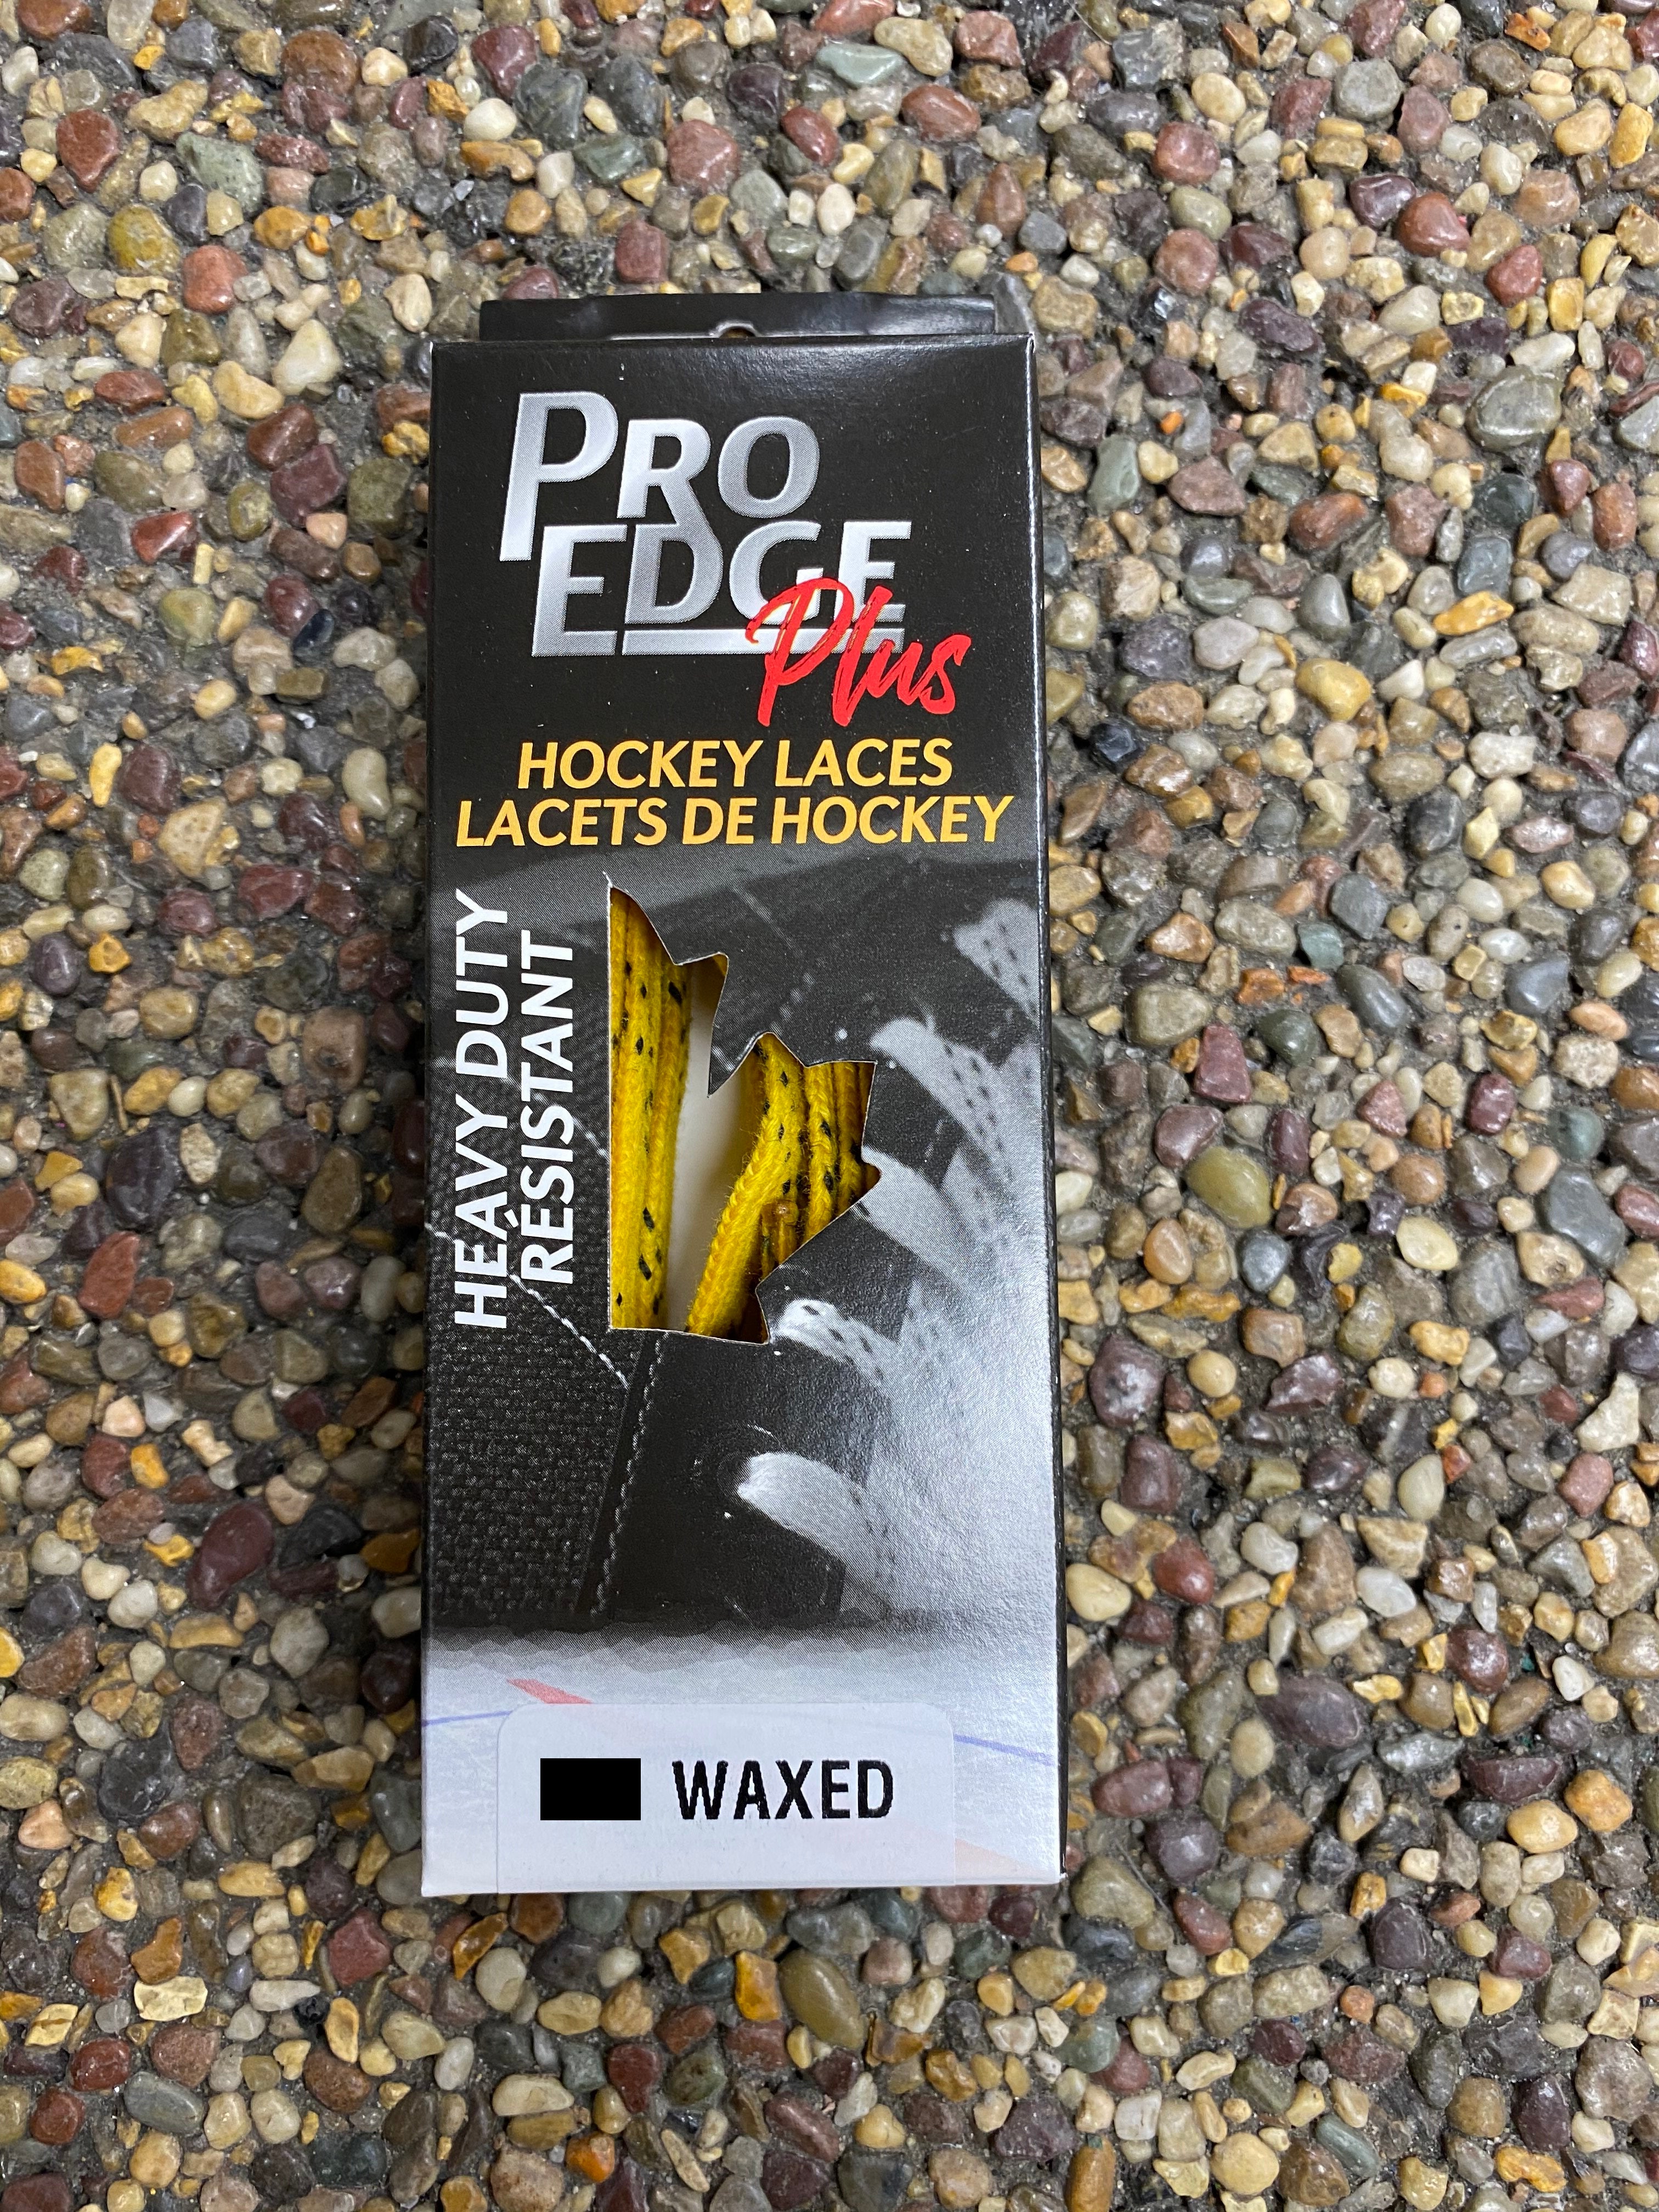 PRO
EDGE
Plus
HOCKEY LACES
LACETS DE HOCKEY
HEAVY DUTY
RÉSISTANT
WAXED